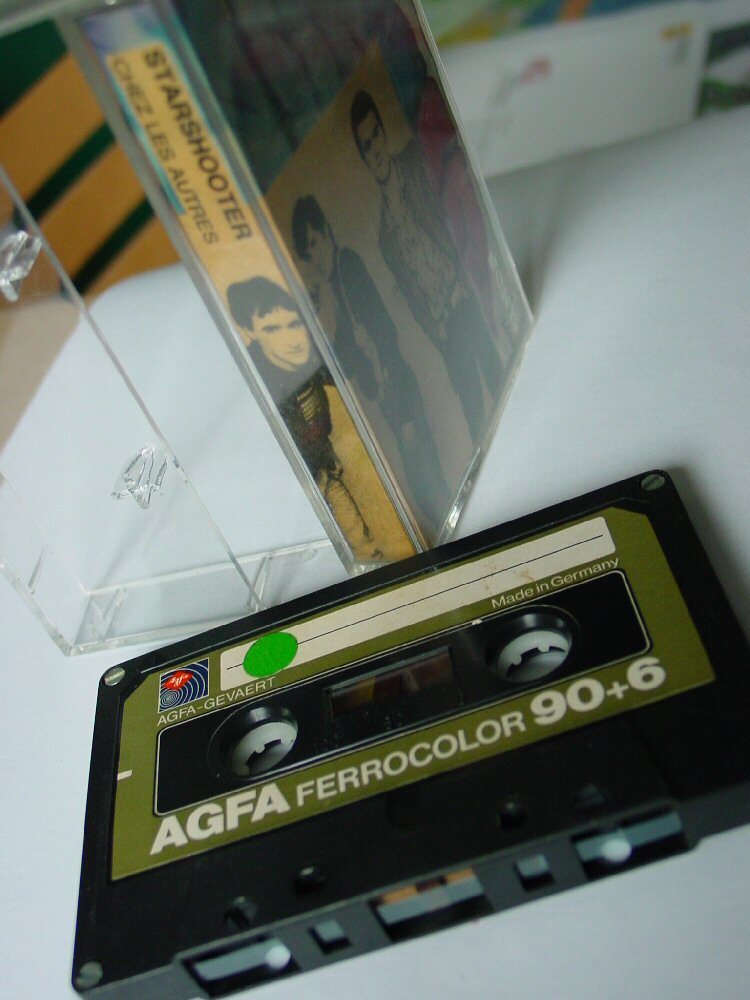 STARSHOOTER
CHEZ LES AUTRES
Made in Germany
AGFA-GEVAERT
AGFA FERROCOLOR 90+6